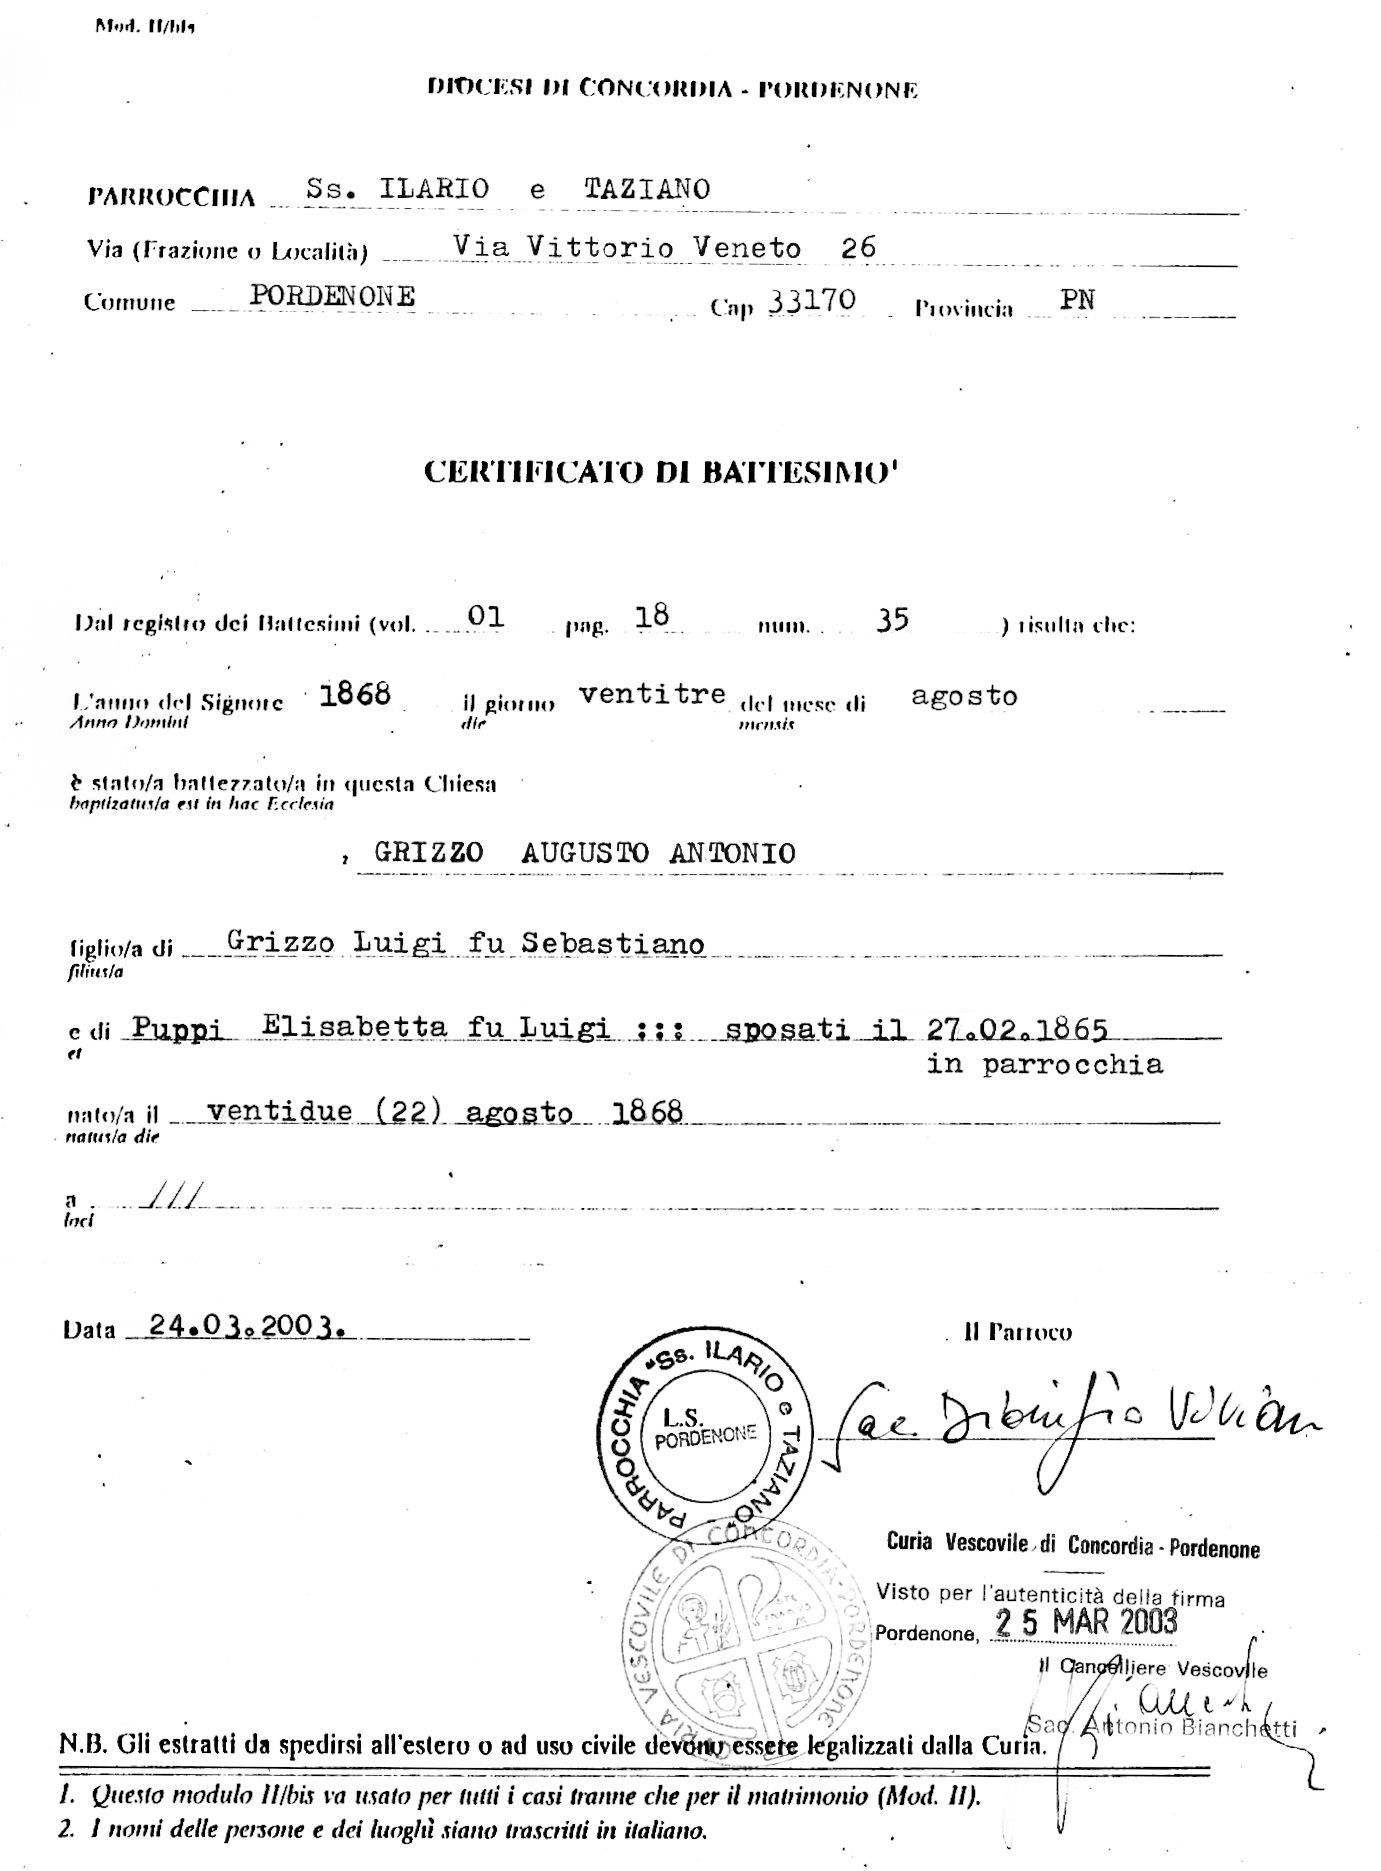 Mod. II/bis
DIOCESI DI CONCORDIA - PORDENONE
PARROCCHIA Ss. ILARIO e TAZIANO
Via (Frazione o Località) Via Vittorio Veneto 26
Comune PORDENONE Cap 33170 Provincia PN
CERTIFICATO DI BATTESIMO¹
Dal registro dei Battesimi (vol. 01 pag. 18 num. 35 ) risulta che:
L'anno del Signore 1868 il giorno ventitre del mese di agosto
Anno Domini die mensis
è stato/a battezzato/a in questa Chiesa
baptizatus/a est in hac Ecclesia
, GRIZZO AUGUSTO ANTONIO
figlio/a di Grizzo Luigi fu Sebastiano
filius/a
e di Puppi Elisabetta fu Luigi ::: sposati il 27.02.1865
et in parrocchia
nato/a il ventidue (22) agosto 1868
natus/a die
a ///
loci
Data 24.03.2003. Il Parroco
PARROCCHIA "Ss. ILARIO e TAZIANO"
L.S.
PORDENONE
Sac.
CURIA VESCOVILE DI CONCORDIA-PORDENONE
Curia Vescovile di Concordia - Pordenone
Visto per l'autenticità della firma
Pordenone, 25 MAR 2003
Il Cancelliere Vescovile
Sac. Antonio Bianchetti
N.B. Gli estratti da spedirsi all'estero o ad uso civile devono essere legalizzati dalla Curia.
1. Questo modulo II/bis va usato per tutti i casi tranne che per il matrimonio (Mod. II).
2. I nomi delle persone e dei luoghi siano trascritti in italiano.